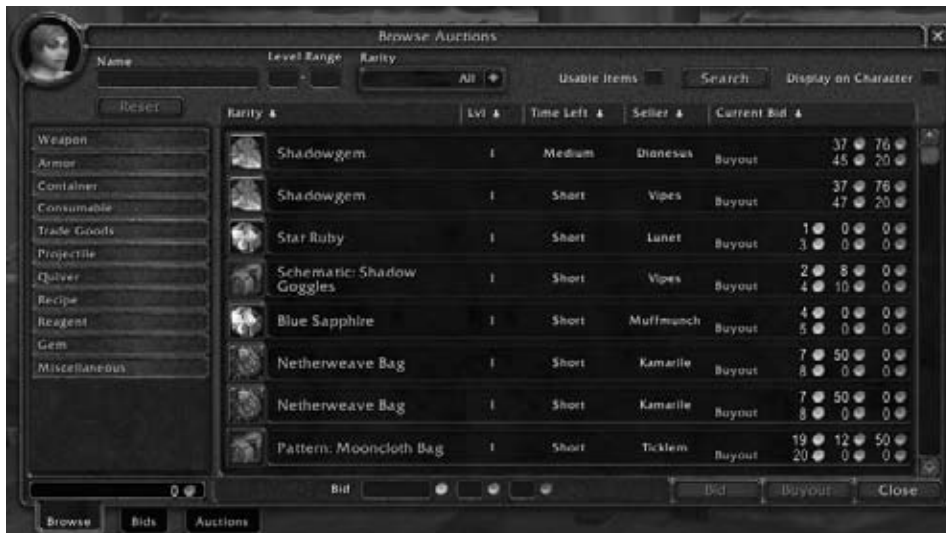 Browse Auctions
Name Level Range Rarity
- All Usable Items Search Display on Character
Reset
Rarity Lvl Time Left Seller Current Bid
Weapon
Armor
Container
Consumable
Trade Goods
Projectile
Quiver
Recipe
Reagent
Gem
Miscellaneous
Shadowgem 1 Medium Dionesus 37 76
Buyout 45 20
Shadowgem 1 Short Vipes 37 76
Buyout 47 20
Star Ruby 1 Short Lunet 1 0 0
Buyout 3 0 0
Schematic: Shadow
Goggles 1 Short Vipes 2 8 0
Buyout 4 10 0
Blue Sapphire 1 Short Muffmunch 4 0 0
Buyout 5 0 0
Netherweave Bag 1 Short Kamarile 7 50 0
Buyout 8 0 0
Netherweave Bag 1 Short Kamarile 7 50 0
Buyout 8 0 0
Pattern: Mooncloth Bag 1 Short Ticklem 19 12 50
Buyout 20 0 0
0 Bid Bid Buyout Close
Browse Bids Auctions